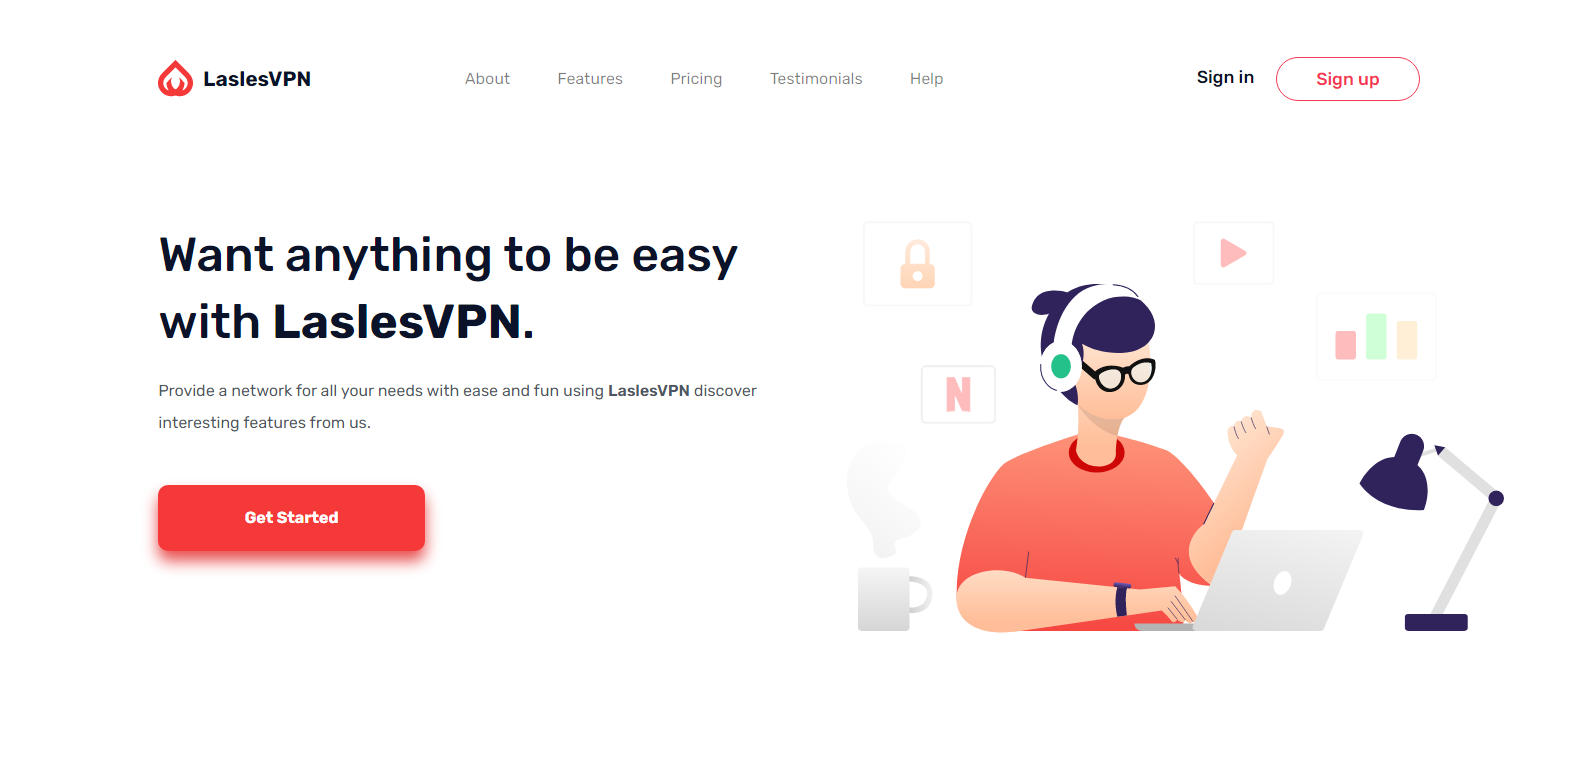 LaslesVPN
About Features Pricing Testimonials Help
Sign in Sign up
Want anything to be easy
with LaslesVPN.
Provide a network for all your needs with ease and fun using LaslesVPN discover
interesting features from us.
Get Started
N